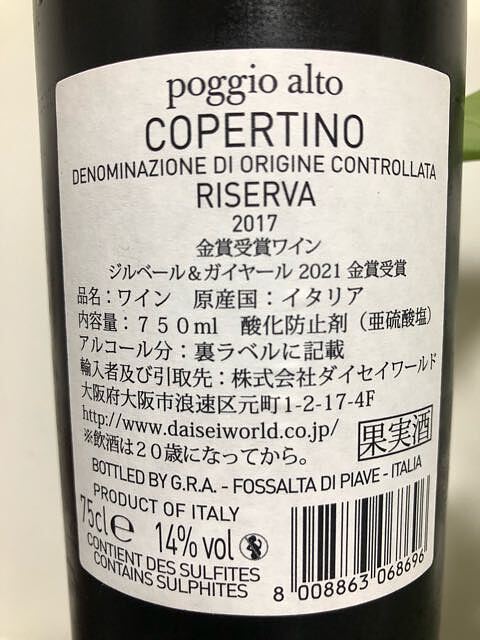 poggio alto
COPERTINO
DENOMINAZIONE DI ORIGINE CONTROLLATA
RISERVA
2017
金賞受賞ワイン
ジルベール＆ガイヤール 2021 金賞受賞
品名：ワイン　原産国：イタリア
内容量：７５０ml　酸化防止剤（亜硫酸塩）
アルコール分：裏ラベルに記載
輸入者及び引取先：株式会社ダイセイワールド
大阪府大阪市浪速区元町1-2-17-4F
http://www.daiseiworld.co.jp/
※飲酒は２０歳になってから。
果実酒
BOTTLED BY G.R.A. - FOSSALTA DI PIAVE - ITALIA
PRODUCT OF ITALY
75cl e 14% vol
CONTIENT DES SULFITES
CONTAINS SULPHITES
8 008863 068696